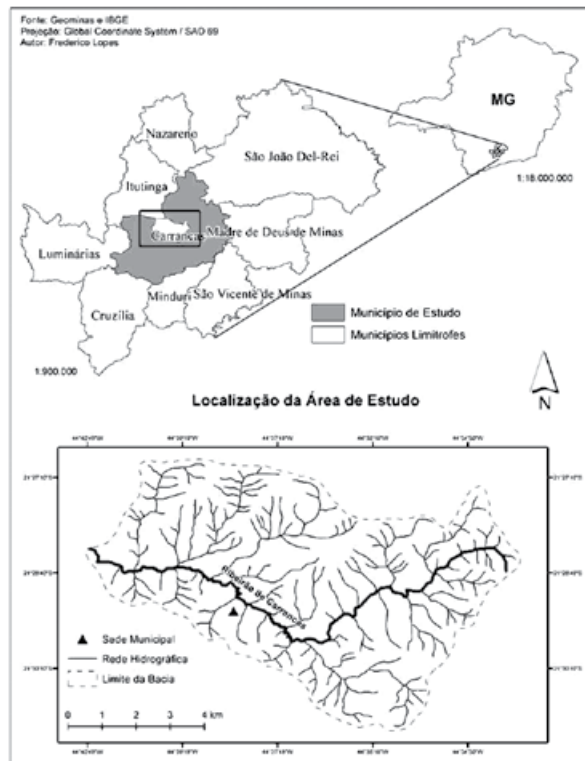 Fonte: Geominas e IBGE
Projeção: Global Coordinate System / SAD 69
Autor: Frederico Lopes
MG
Nazareno
São João Del-Rei
Itutinga
1:18.000.000
Carrancas
Madre de Deus de Minas
Luminárias
Minduri
São Vicente de Minas
Cruzília
Município de Estudo
Municípios Limítrofes
1:900.000
N
Localização da Área de Estudo
Ribeirão de Carrancas
Sede Municipal
Rede Hidrográfica
Limite da Bacia
0 1 2 3 4 km